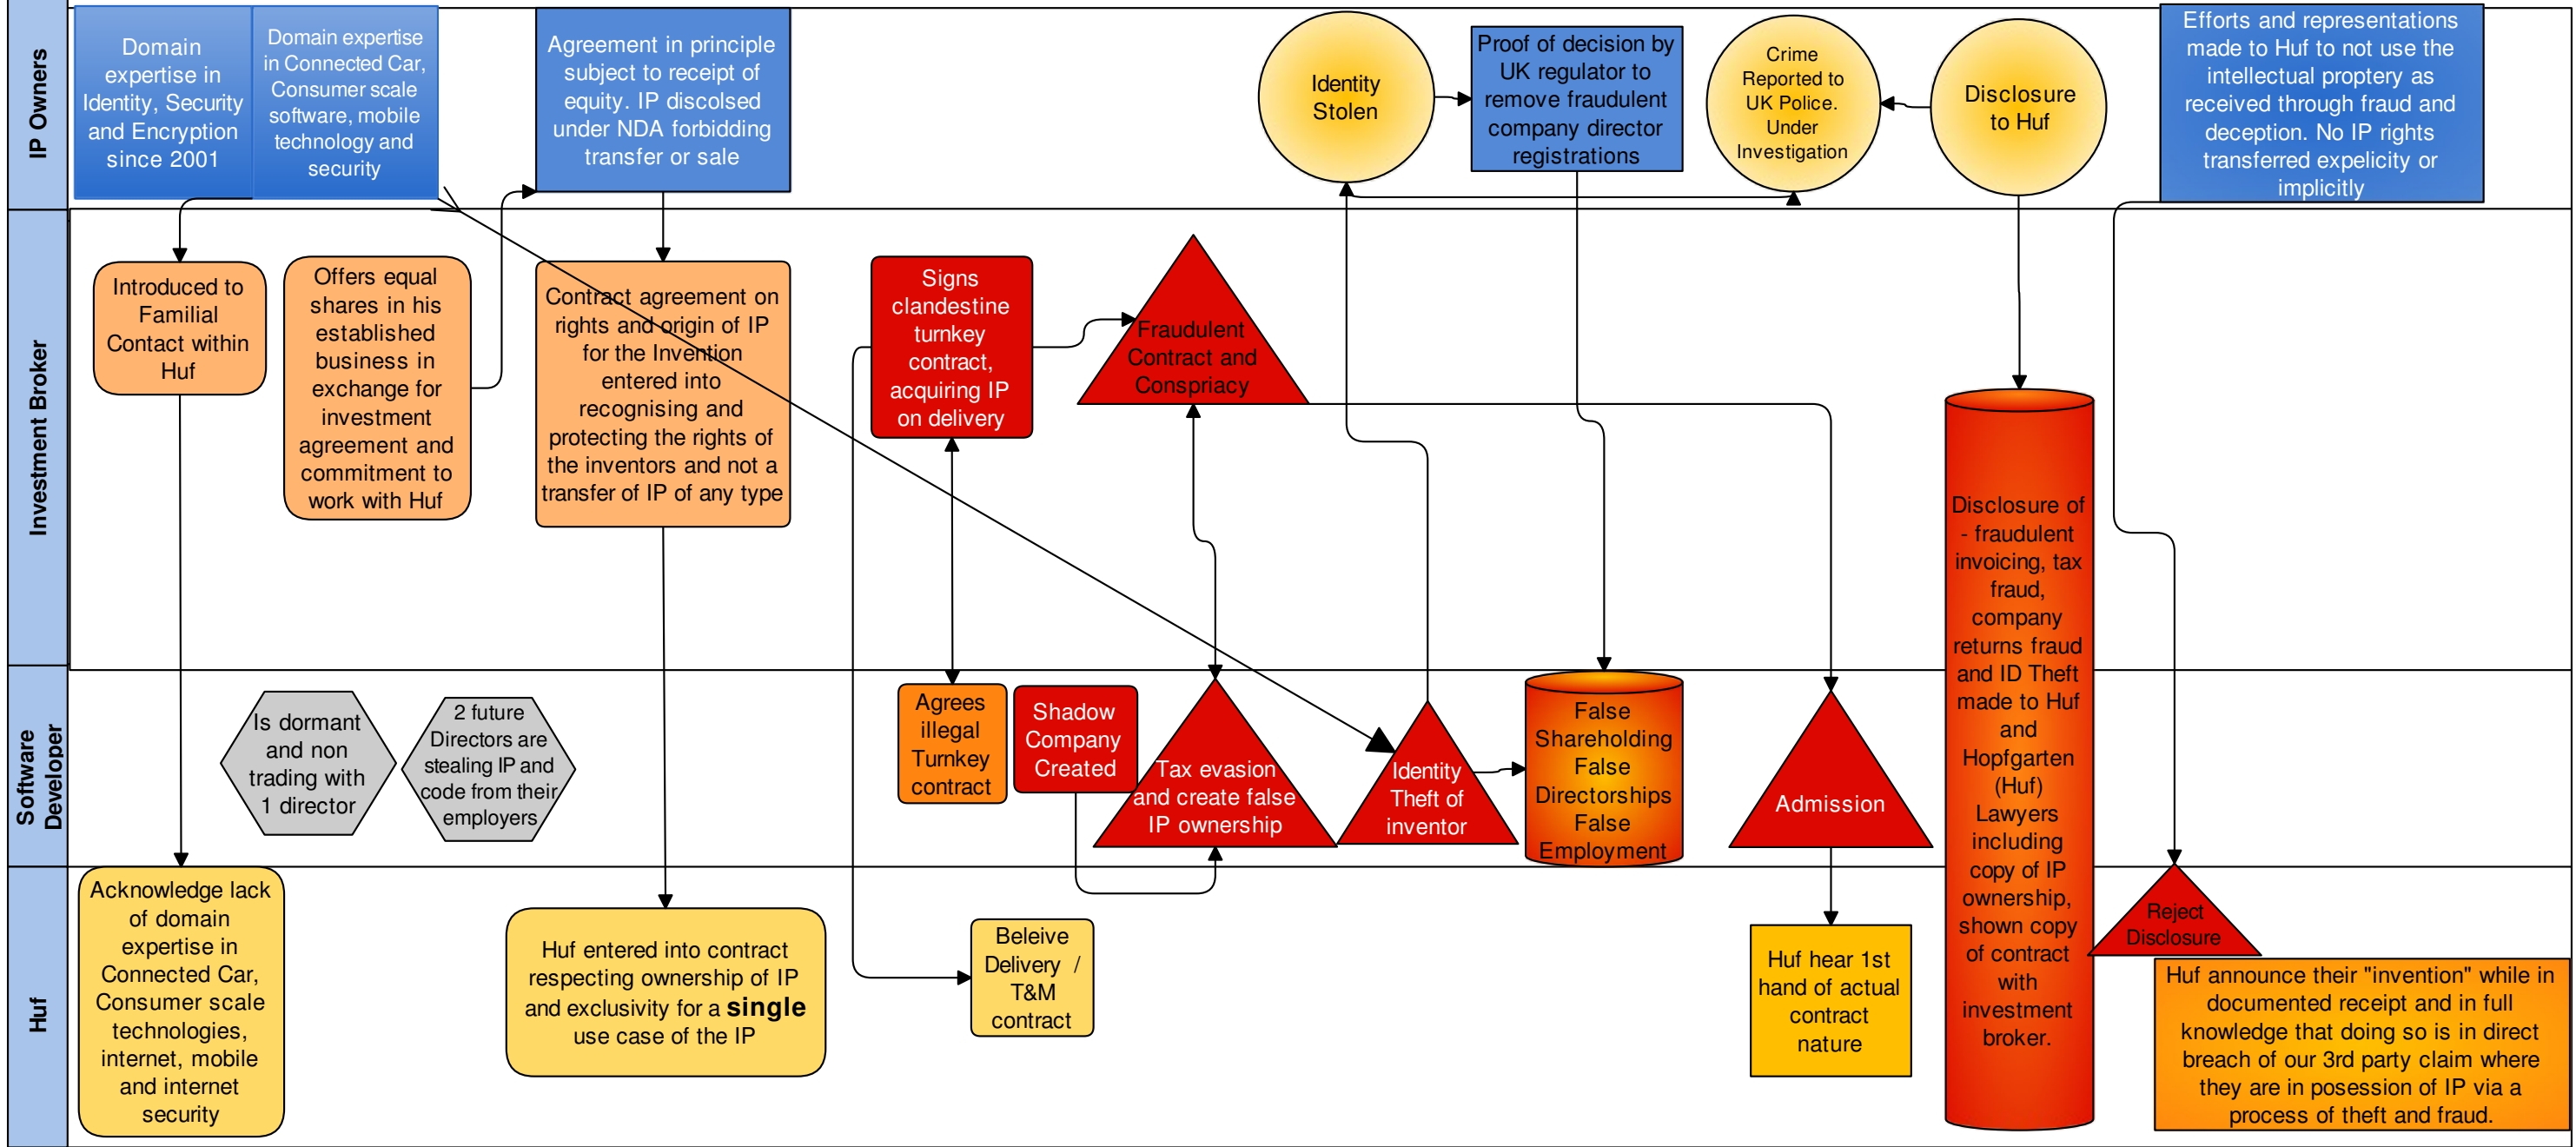 IP Owners
Domain
expertise in
Identity, Security
and Encryption
since 2001
Domain expertise
in Connected Car,
Consumer scale
software, mobile
technology and
security
Agreement in principle
subject to receipt of
equity. IP discolsed
under NDA forbidding
transfer or sale
Identity
Stolen
Proof of decision by
UK regulator to
remove fraudulent
company director
registrations
Crime
Reported to
UK Police.
Under
Investigation
Disclosure
to Huf
Efforts and representations
made to Huf to not use the
intellectual proptery as
received through fraud and
deception. No IP rights
transferred expelicity or
implicitly
Investment Broker
Introduced to
Familial
Contact within
Huf
Offers equal
shares in his
established
business in
exchange for
investment
agreement and
commitment to
work with Huf
Contract agreement on
rights and origin of IP
for the Invention
entered into
recognising and
protecting the rights of
the inventors and not a
transfer of IP of any type
Signs
clandestine
turnkey
contract,
acquiring IP
on delivery
Fraudulent
Contract and
Conspriacy
Disclosure of
- fraudulent
invoicing, tax
fraud,
company
returns fraud
and ID Theft
made to Huf
and
Hopfgarten
(Huf)
Lawyers
including
copy of IP
ownership,
shown copy
of contract
with
investment
broker.
Software
Developer
Is dormant
and non
trading with
1 director
2 future
Directors are
stealing IP and
code from their
employers
Agrees
illegal
Turnkey
contract
Shadow
Company
Created
Tax evasion
and create false
IP ownership
Identity
Theft of
inventor
False
Shareholding
False
Directorships
False
Employment
Admission
Huf
Acknowledge lack
of domain
expertise in
Connected Car,
Consumer scale
technologies,
internet, mobile
and internet
security
Huf entered into contract
respecting ownership of IP
and exclusivity for a single
use case of the IP
Beleive
Delivery /
T&M
contract
Huf hear 1st
hand of actual
contract
nature
Reject
Disclosure
Huf announce their "invention" while in
documented receipt and in full
knowledge that doing so is in direct
breach of our 3rd party claim where
they are in posession of IP via a
process of theft and fraud.